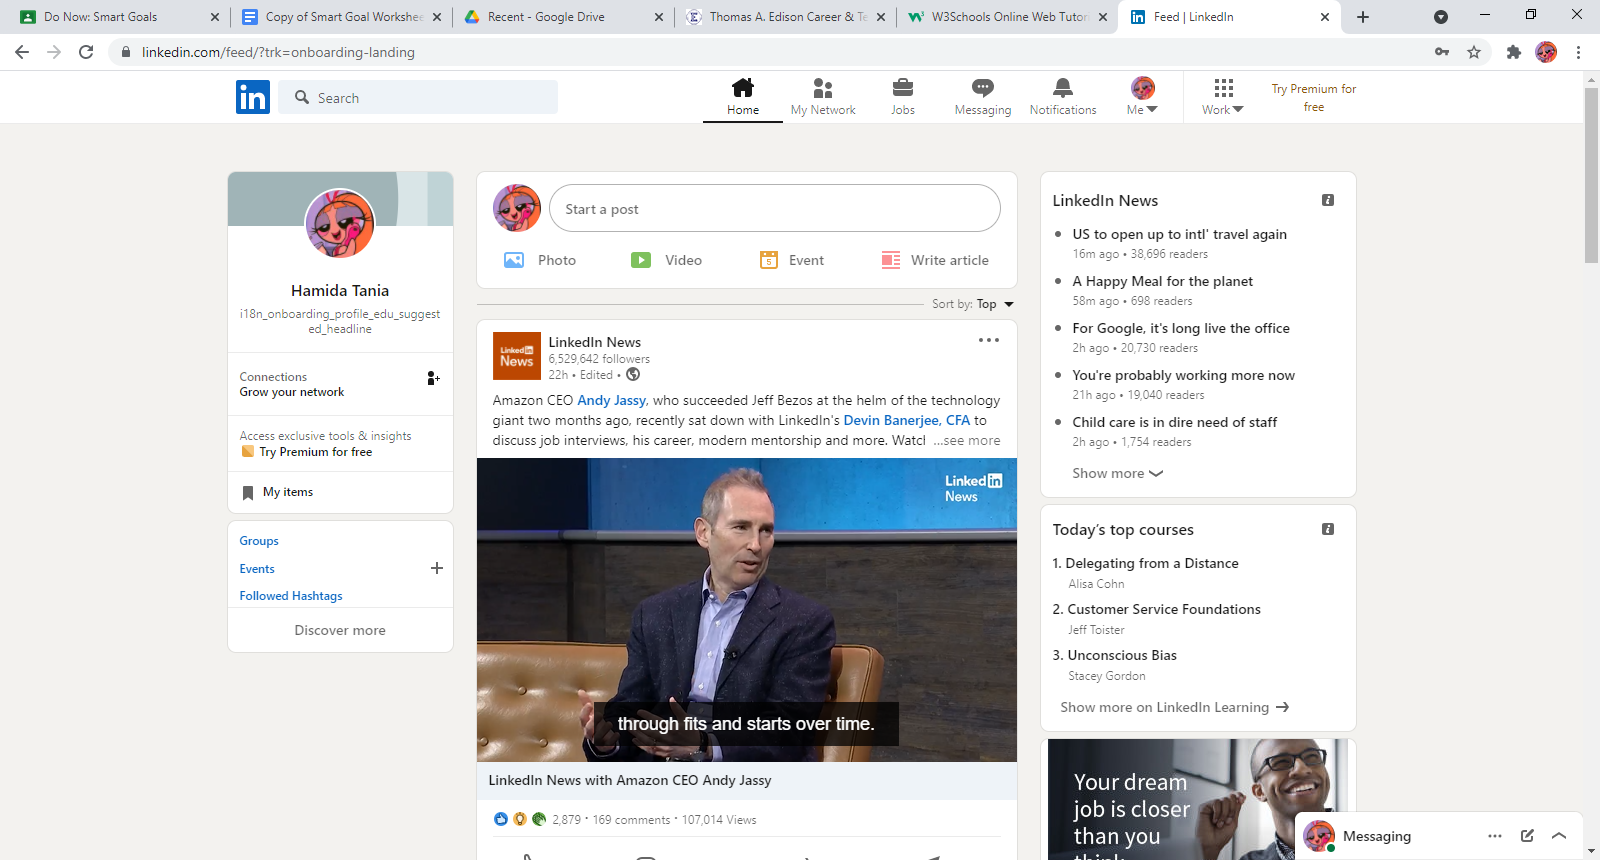 Do Now: Smart Goals
Copy of Smart Goal Workshee
Recent - Google Drive
Thomas A. Edison Career & Te
W3Schools Online Web Tutor
Feed | LinkedIn
linkedin.com/feed/?trk=onboarding-landing
in
Search
Home
My Network
Jobs
Messaging
Notifications
Me
Work
Try Premium for
free
Hamida Tania
i18n_onboarding_profile_edu_suggest
ed_headline
Connections
Grow your network
Access exclusive tools & insights
Try Premium for free
My items
Groups
Events
Followed Hashtags
Discover more
Start a post
Photo
Video
Event
Write article
Sort by: Top
Linked in
News
LinkedIn News
6,529,642 followers
22h • Edited •
Amazon CEO Andy Jassy, who succeeded Jeff Bezos at the helm of the technology
giant two months ago, recently sat down with LinkedIn's Devin Banerjee, CFA to
discuss job interviews, his career, modern mentorship and more. Watch ...see more
Linked in
News
through fits and starts over time.
LinkedIn News with Amazon CEO Andy Jassy
2,879 • 169 comments • 107,014 Views
LinkedIn News
US to open up to intl' travel again
16m ago • 38,696 readers
A Happy Meal for the planet
58m ago • 698 readers
For Google, it's long live the office
2h ago • 20,730 readers
You're probably working more now
21h ago • 19,040 readers
Child care is in dire need of staff
2h ago • 1,754 readers
Show more
Today's top courses
1. Delegating from a Distance
Alisa Cohn
2. Customer Service Foundations
Jeff Toister
3. Unconscious Bias
Stacey Gordon
Show more on LinkedIn Learning →
Your dream
job is closer
than you
think
Messaging